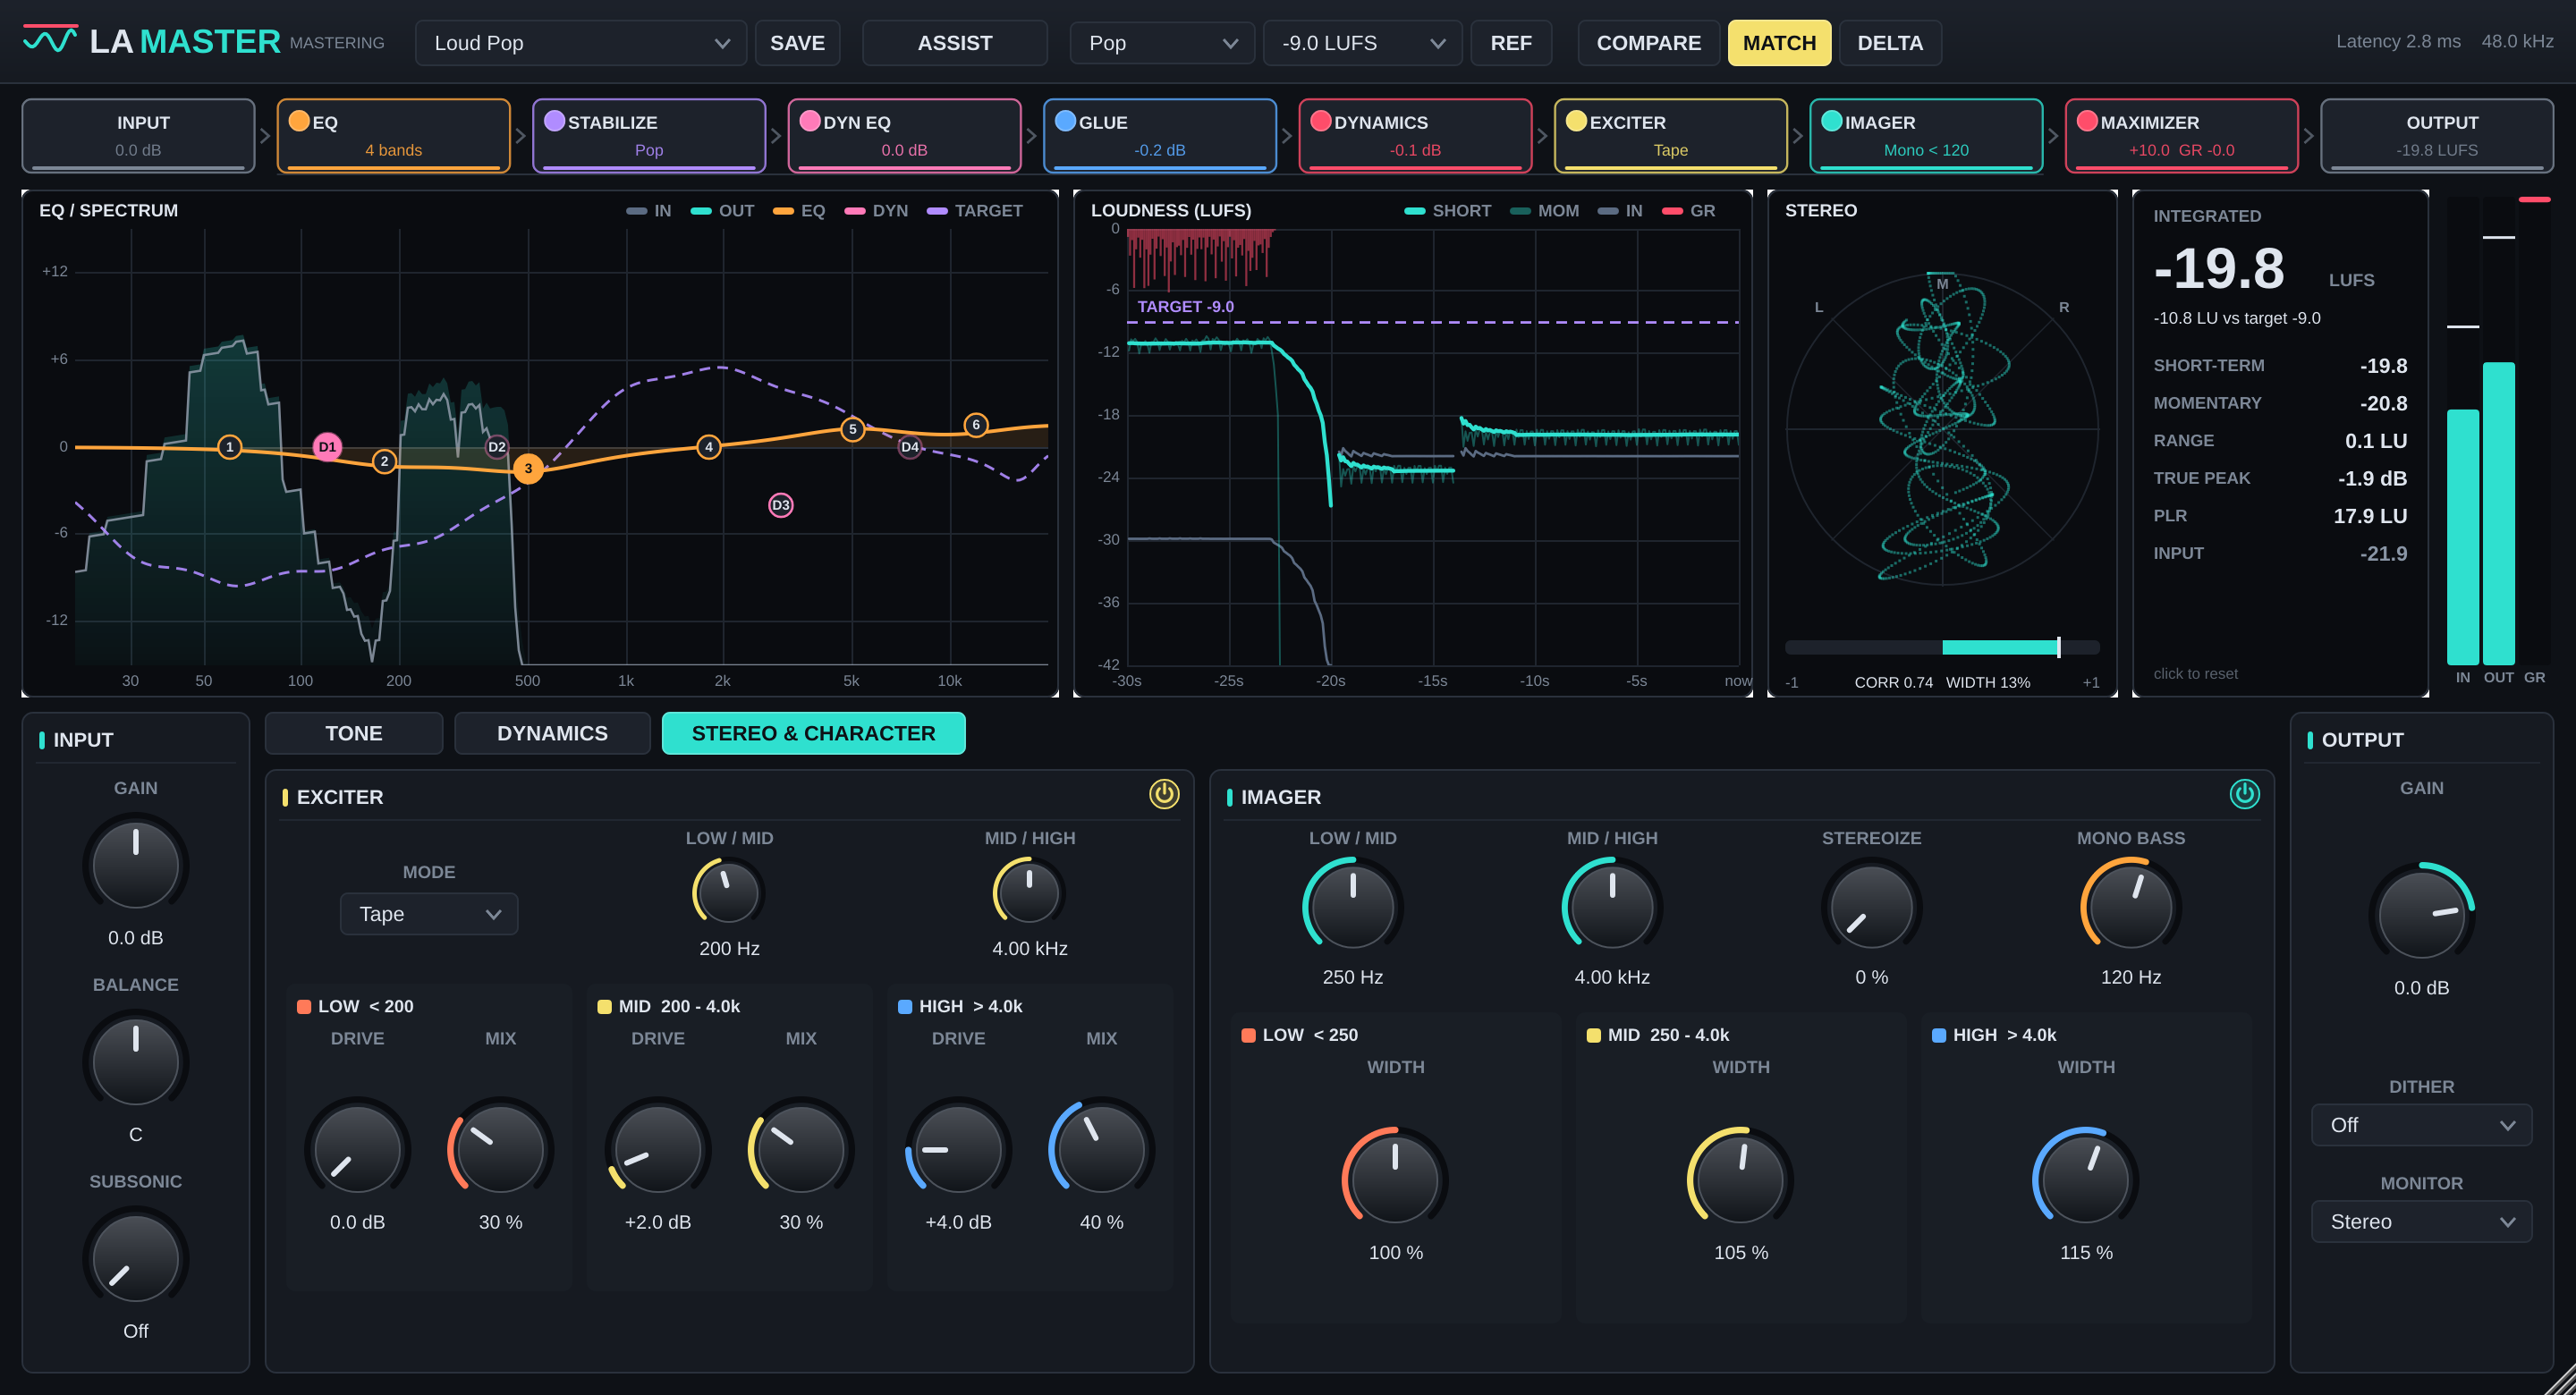 LA MASTER MASTERING
Loud Pop
SAVE
ASSIST
Pop
-9.0 LUFS
REF
COMPARE
MATCH
DELTA
Latency 2.8 ms 48.0 kHz
INPUT
0.0 dB
EQ
4 bands
STABILIZE
Pop
DYN EQ
0.0 dB
GLUE
-0.2 dB
DYNAMICS
-0.1 dB
EXCITER
Tape
IMAGER
Mono < 120
MAXIMIZER
+10.0 GR -0.0
OUTPUT
-19.8 LUFS
EQ / SPECTRUM
IN OUT EQ DYN TARGET
+12
+6
0
-6
-12
1
D1
2
D2
3
4
D3
5
D4
6
30 50 100 200 500 1k 2k 5k 10k
LOUDNESS (LUFS)
SHORT MOM IN GR
0
-6
TARGET -9.0
-12
-18
-24
-30
-36
-42
-30s -25s -20s -15s -10s -5s now
STEREO
L M R
-1 CORR 0.74 WIDTH 13% +1
INTEGRATED
-19.8 LUFS
-10.8 LU vs target -9.0
SHORT-TERM -19.8
MOMENTARY -20.8
RANGE 0.1 LU
TRUE PEAK -1.9 dB
PLR 17.9 LU
INPUT -21.9
click to reset
IN OUT GR
INPUT
GAIN
0.0 dB
BALANCE
C
SUBSONIC
Off
TONE
DYNAMICS
STEREO & CHARACTER
EXCITER
MODE
Tape
LOW / MID
200 Hz
MID / HIGH
4.00 kHz
LOW < 200
DRIVE MIX
0.0 dB 30 %
MID 200 - 4.0k
DRIVE MIX
+2.0 dB 30 %
HIGH > 4.0k
DRIVE MIX
+4.0 dB 40 %
IMAGER
LOW / MID
250 Hz
MID / HIGH
4.00 kHz
STEREOIZE
0 %
MONO BASS
120 Hz
LOW < 250
WIDTH
100 %
MID 250 - 4.0k
WIDTH
105 %
HIGH > 4.0k
WIDTH
115 %
OUTPUT
GAIN
0.0 dB
DITHER
Off
MONITOR
Stereo